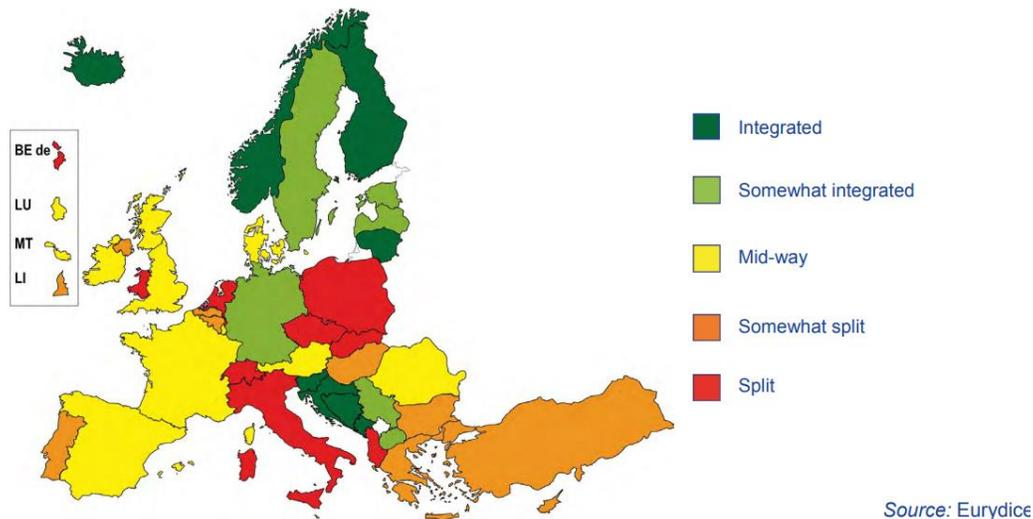 BE de
LU
MT
LI
Integrated
Somewhat integrated
Mid-way
Somewhat split
Split
Source: Eurydice